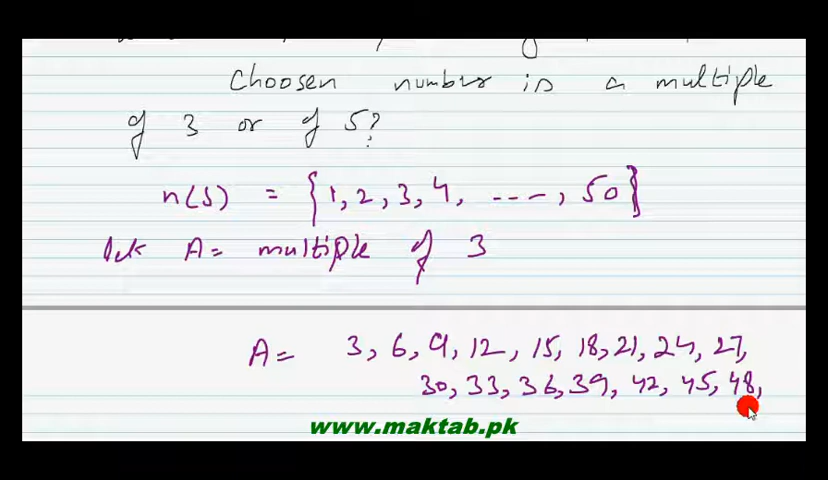 Choosen number is a multiple
of 3 or of 5?
n(S) = {1, 2, 3, 4, ----, 50}
let A= multiple of 3
A= 3, 6, 9, 12, 15, 18, 21, 24, 27,
30, 33, 36, 39, 42, 45, 48,
www.maktab.pk